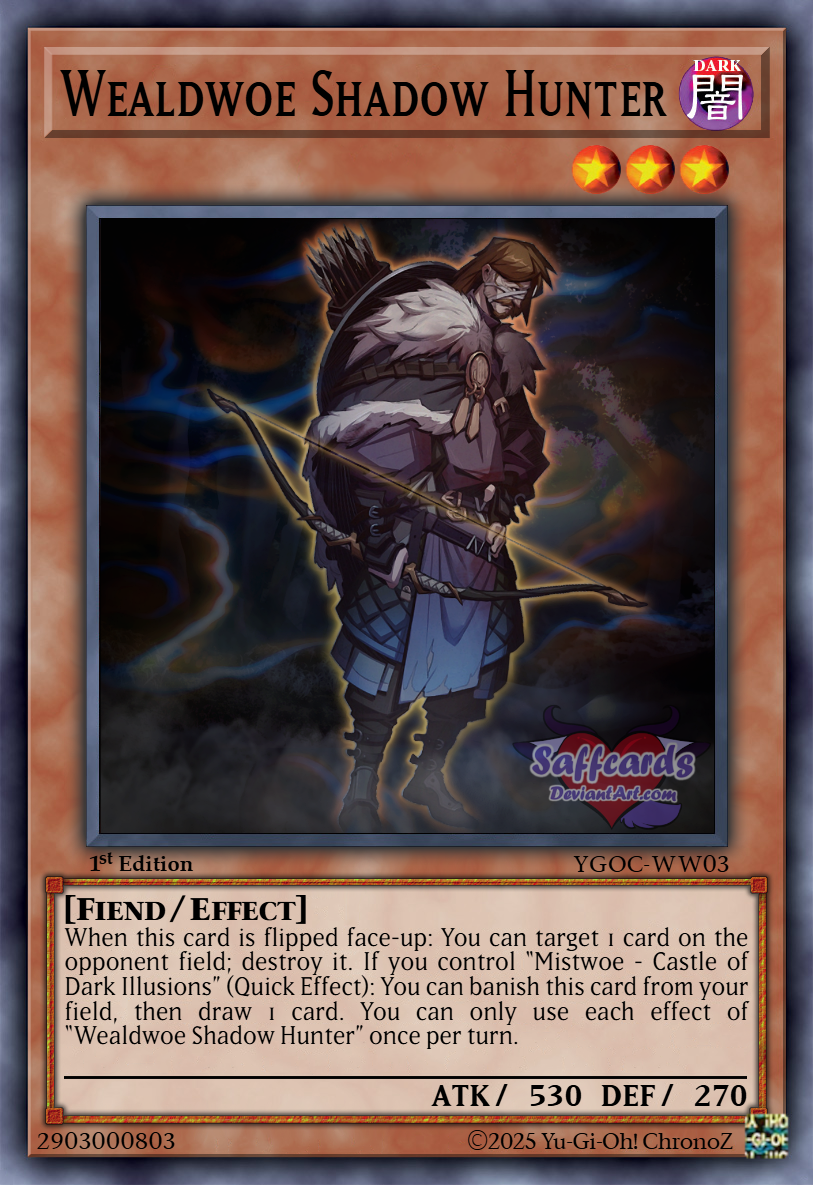 WEALDWOE SHADOW HUNTER
DARK
闇
Saffcards
DeviantArt.com
1st Edition
YGOC-WW03
[FIEND/EFFECT]
When this card is flipped face-up: You can target 1 card on the
opponent field; destroy it. If you control "Mistwoe - Castle of
Dark Illusions" (Quick Effect): You can banish this card from your
field, then draw 1 card. You can only use each effect of
"Wealdwoe Shadow Hunter" once per turn.
ATK/ 530 DEF/ 270
2903000803
©2025 Yu-Gi-Oh! ChronoZ